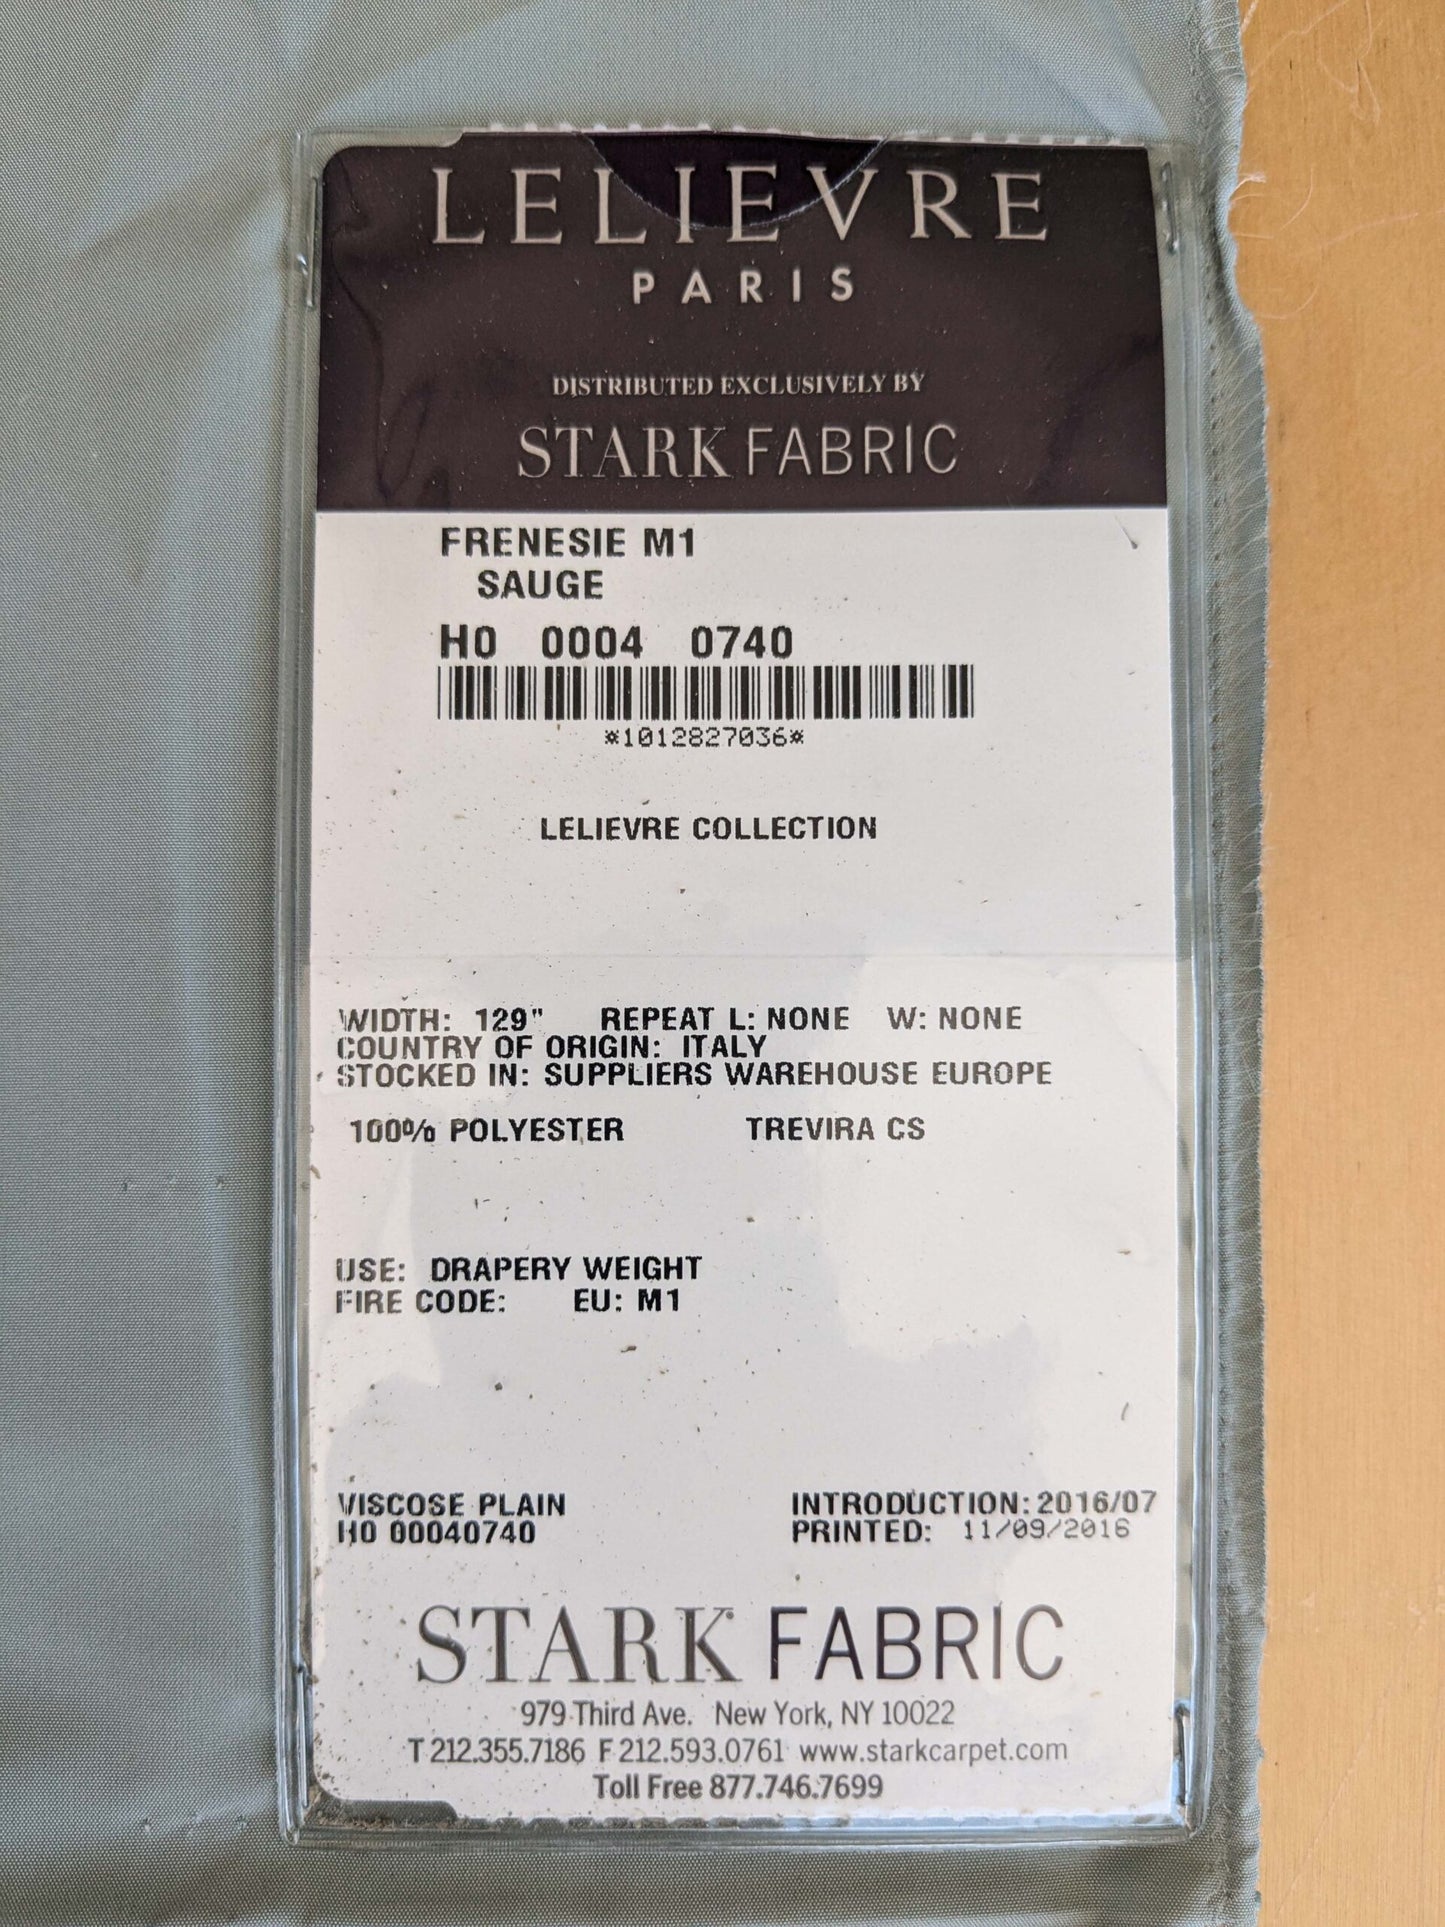 LELIEVRE
PARIS
DISTRIBUTED EXCLUSIVELY BY
STARK FABRIC
FRENESIE M1
SAUGE
H0 0004 0740
*1012827036*
LELIEVRE COLLECTION
WIDTH: 129" REPEAT L: NONE W: NONE
COUNTRY OF ORIGIN: ITALY
STOCKED IN: SUPPLIERS WAREHOUSE EUROPE
100% POLYESTER TREVIRA CS
USE: DRAPERY WEIGHT
FIRE CODE: EU: M1
VISCOSE PLAIN INTRODUCTION: 2016/07
H0 00040740 PRINTED: 11/09/2016
STARK FABRIC
979 Third Ave. New York, NY 10022
T 212.355.7186 F 212.593.0761 www.starkcarpet.com
Toll Free 877.746.7699